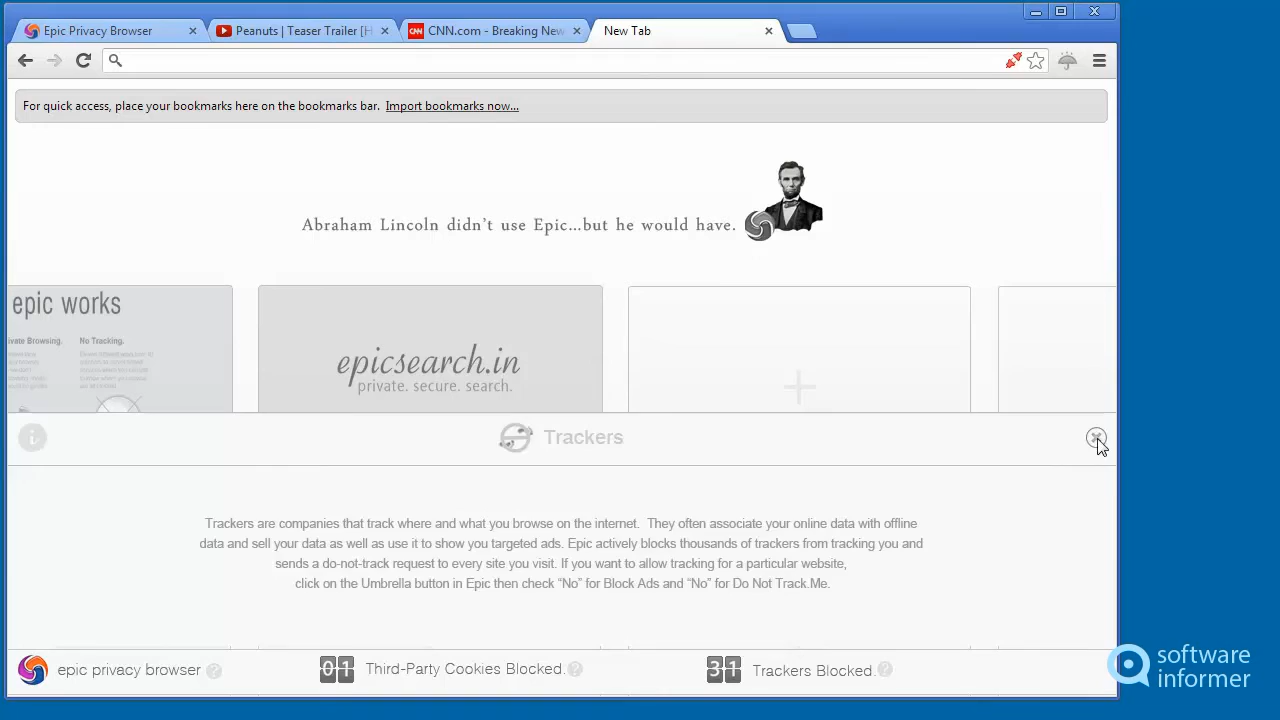 Epic Privacy Browser
Peanuts | Teaser Trailer [H
CNN.com - Breaking New
New Tab
For quick access, place your bookmarks here on the bookmarks bar. Import bookmarks now...
Abraham Lincoln didn't use Epic...but he would have.
epic works
ivate Browsing. No Tracking.
epicsearch.in
private. secure. search.
Trackers
Trackers are companies that track where and what you browse on the internet. They often associate your online data with offline
data and sell your data as well as use it to show you targeted ads. Epic actively blocks thousands of trackers from tracking you and
sends a do-not-track request to every site you visit. If you want to allow tracking for a particular website,
click on the Umbrella button in Epic then check “No” for Block Ads and “No” for Do Not Track.Me.
epic privacy browser ?
01 Third-Party Cookies Blocked. ?
31 Trackers Blocked. ?
software
informer